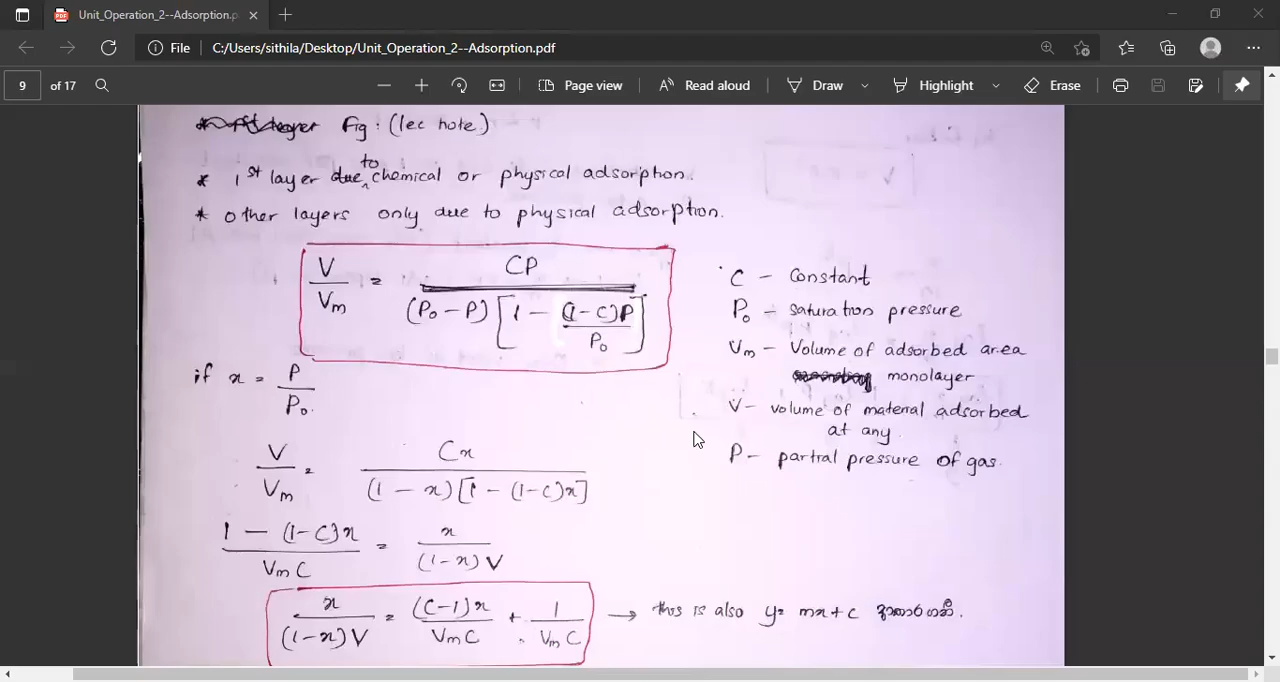 Unit_Operation_2--Adsorption.p
File C:/Users/sithila/Desktop/Unit_Operation_2--Adsorption.pdf
9 of 17 Page view Read aloud Draw Highlight Erase
Fig : (lec note)
* 1st layer due to chemical or physical adsorption.
* other layers only due to physical adsorption.
V/Vm = CP / (P₀ - P) [1 - (1-C)P/P₀]
C - Constant
P₀ - saturation pressure
Vm - Volume of adsorbed area
monolayer
V - volume of material adsorbed
at any
P - partial pressure of gas.
if x = P/P₀.
V/Vm = Cx / (1 - x)[1 - (1-C)x]
1 - (1-C)x / VmC = x / (1-x)V
x / (1-x)V = (C-1)x / VmC + 1 / VmC → this is also y = mx+c